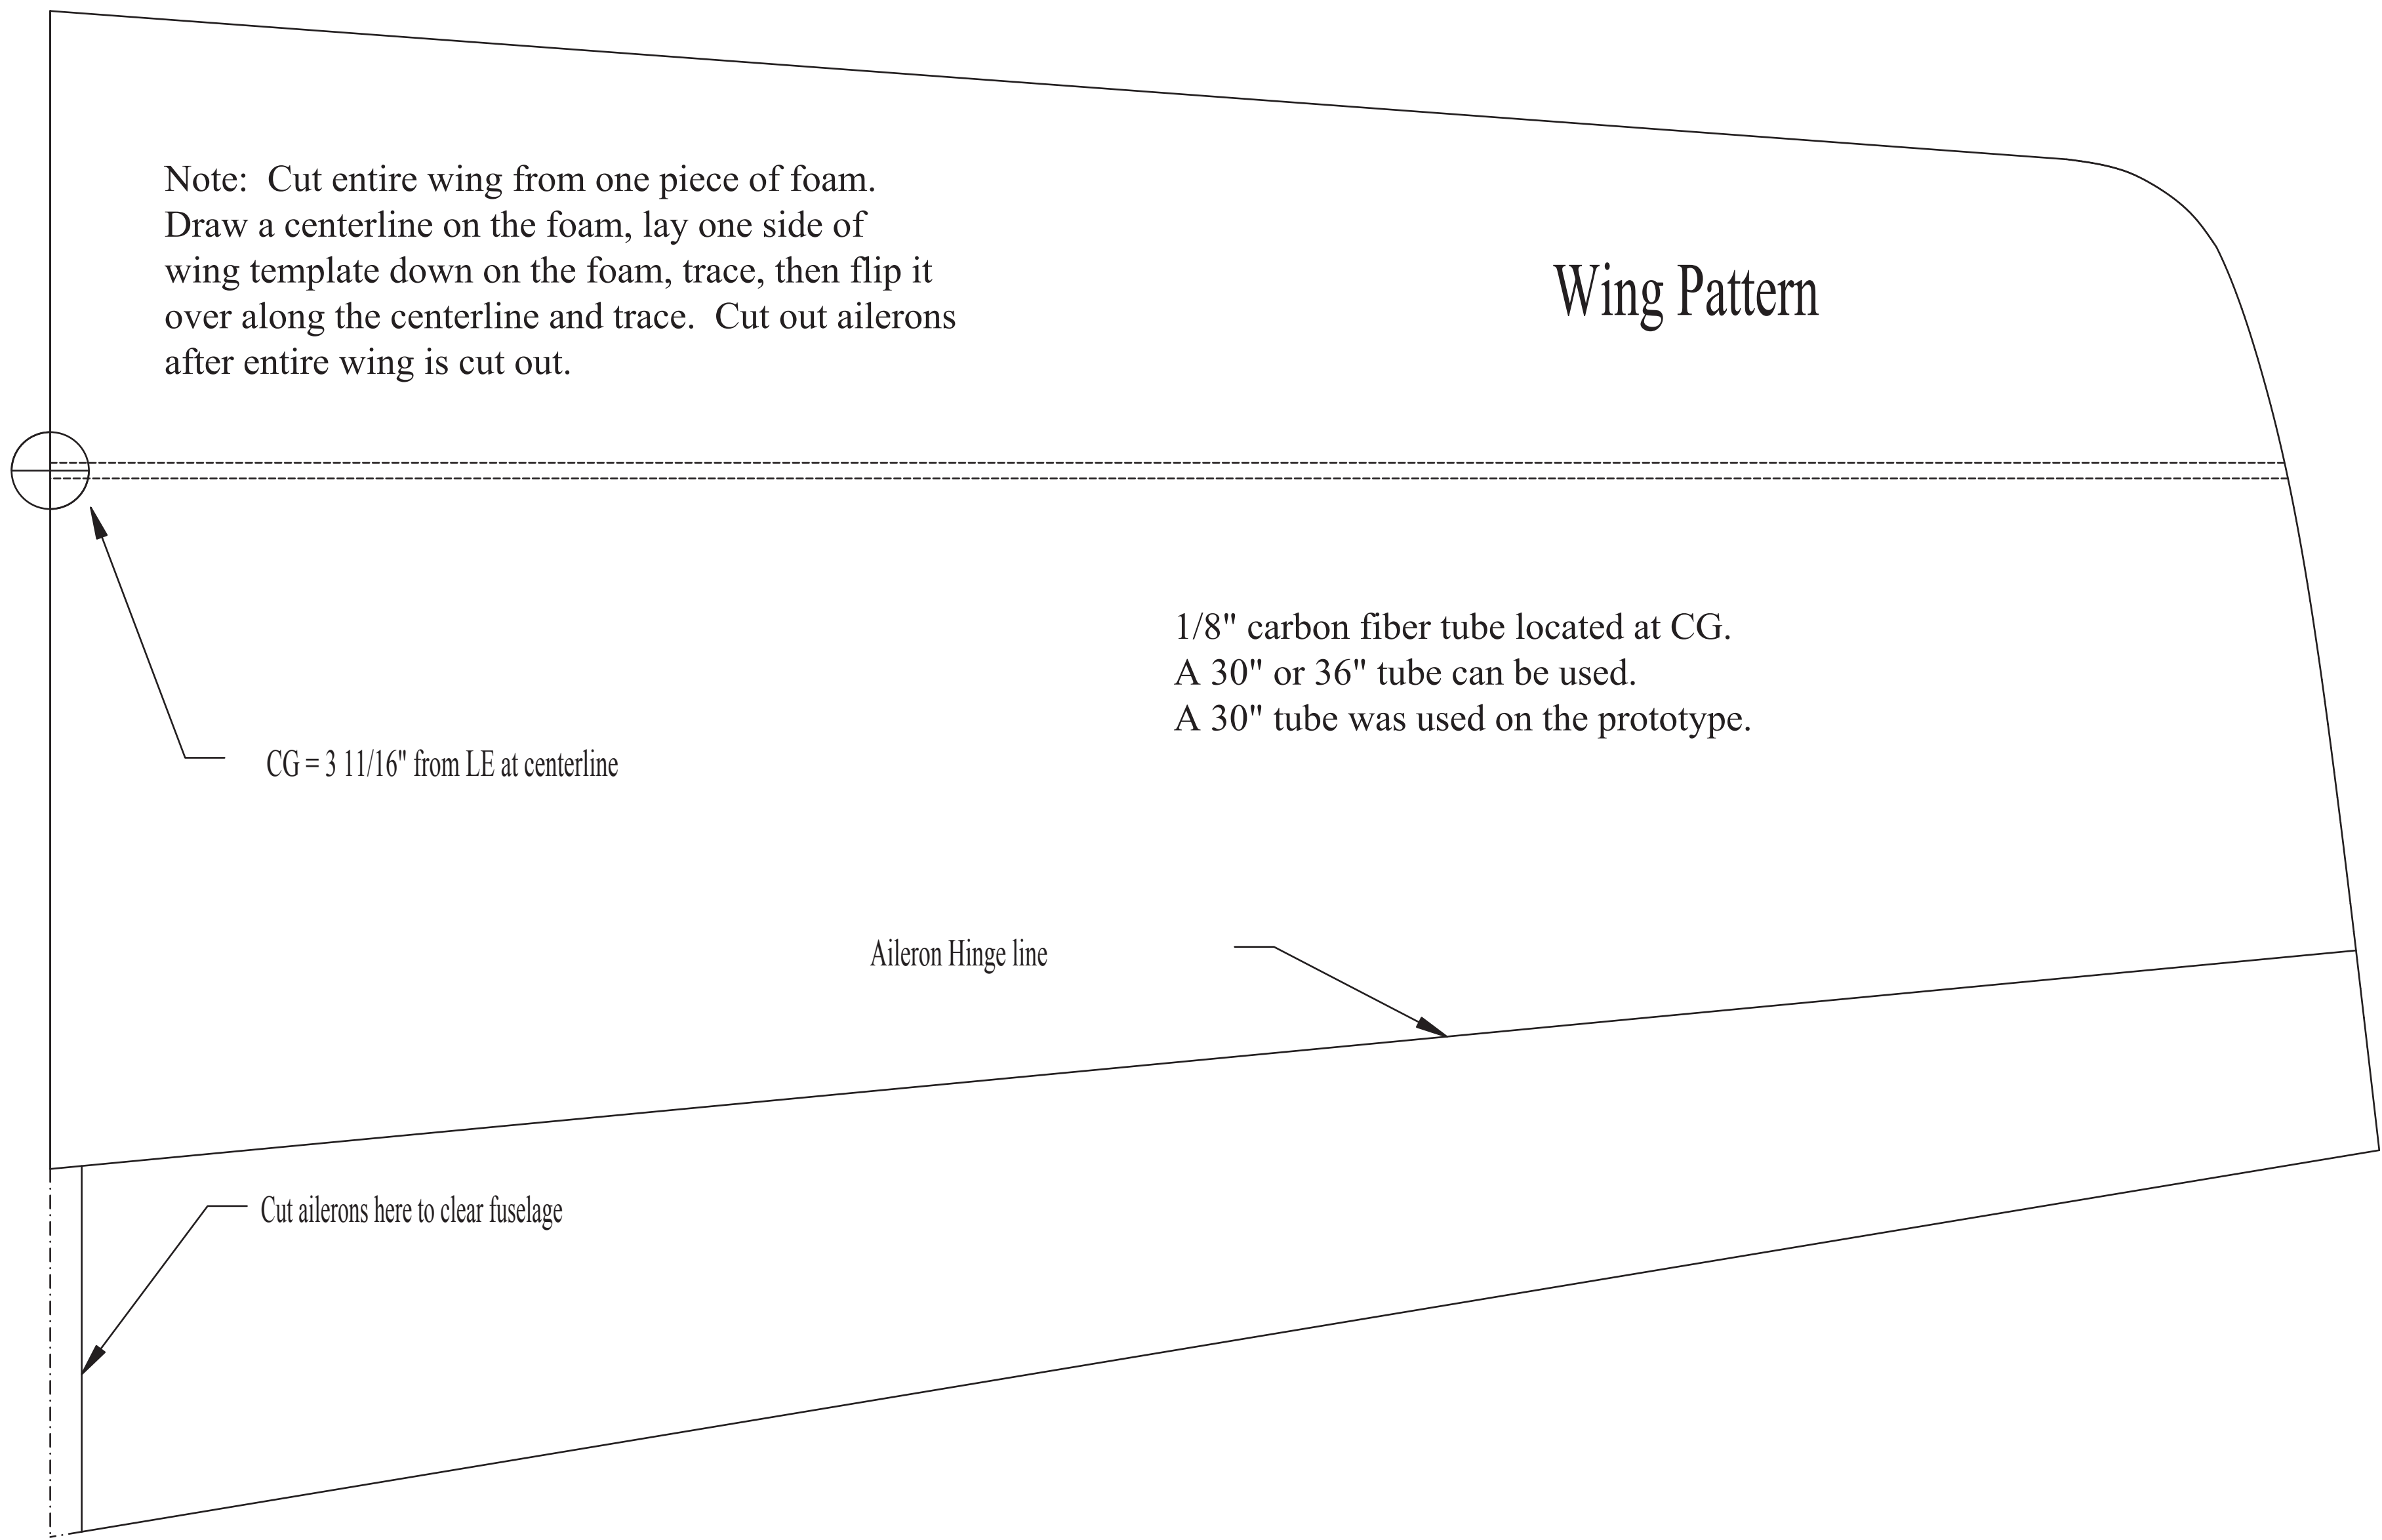 Note:  Cut entire wing from one piece of foam.
Draw a centerline on the foam, lay one side of
wing template down on the foam, trace, then flip it
over along the centerline and trace.  Cut out ailerons
after entire wing is cut out.
Wing Pattern
1/8" carbon fiber tube located at CG.
A 30" or 36" tube can be used.
A 30" tube was used on the prototype.
CG = 3 11/16" from LE at centerline
Aileron Hinge line
Cut ailerons here to clear fuselage